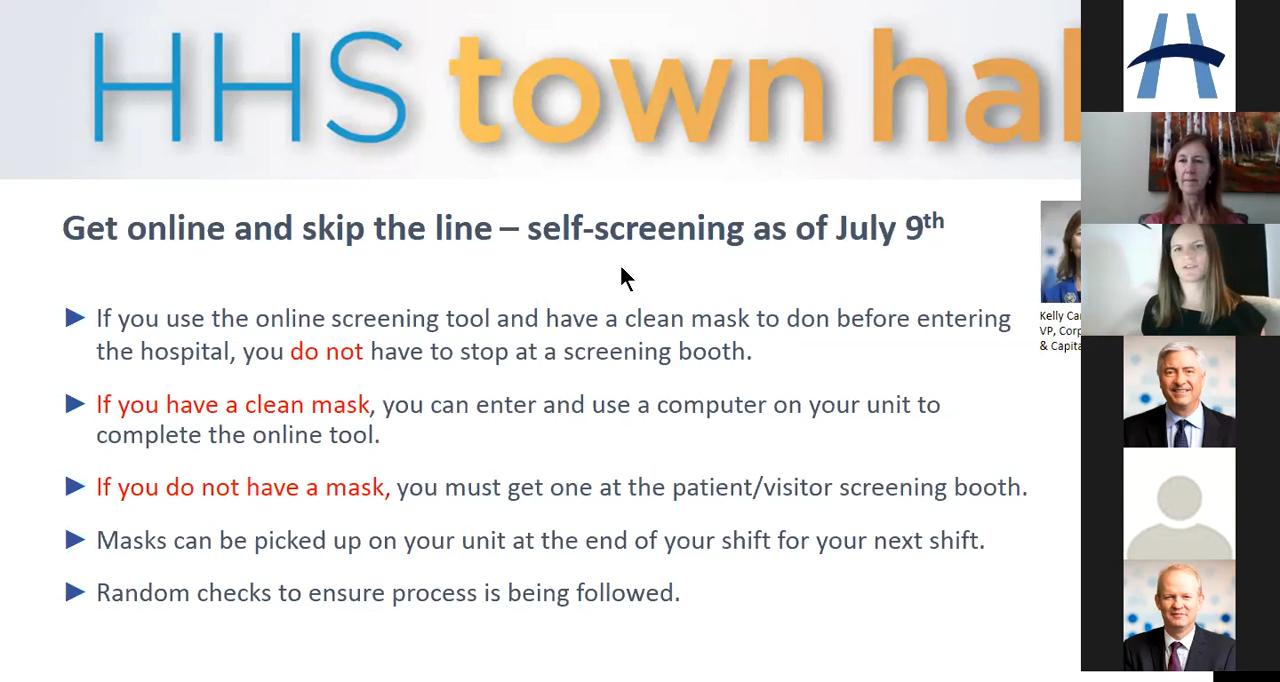 HHS town hal
Get online and skip the line – self-screening as of July 9th
► If you use the online screening tool and have a clean mask to don before entering
the hospital, you do not have to stop at a screening booth.
► If you have a clean mask, you can enter and use a computer on your unit to
complete the online tool.
► If you do not have a mask, you must get one at the patient/visitor screening booth.
► Masks can be picked up on your unit at the end of your shift for your next shift.
► Random checks to ensure process is being followed.
Kelly Ca
VP, Corp
& Capita